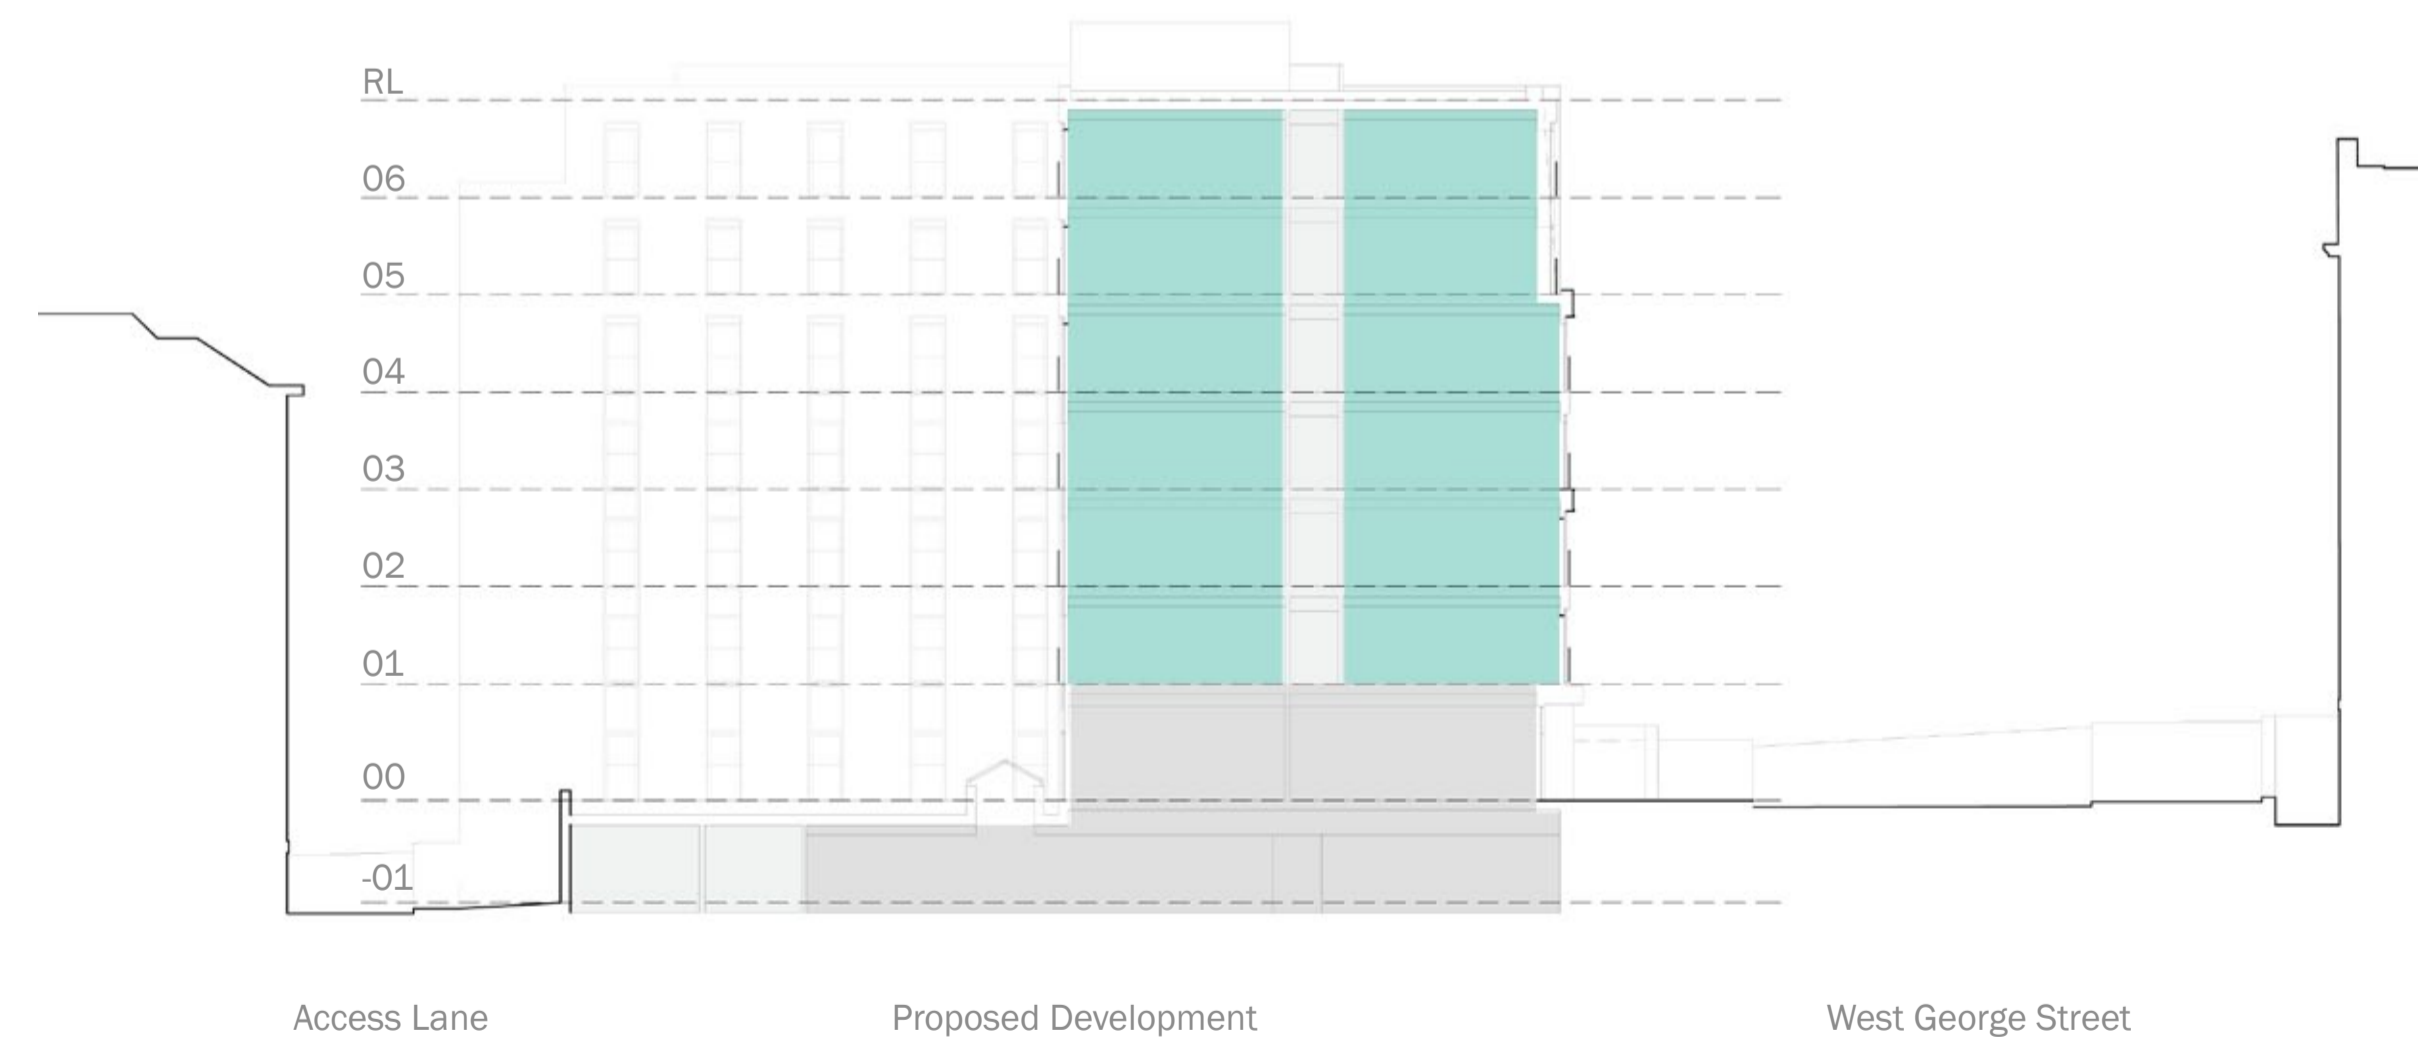 RL
06
05
04
03
02
01
00
-01
Access Lane
Proposed Development
West George Street